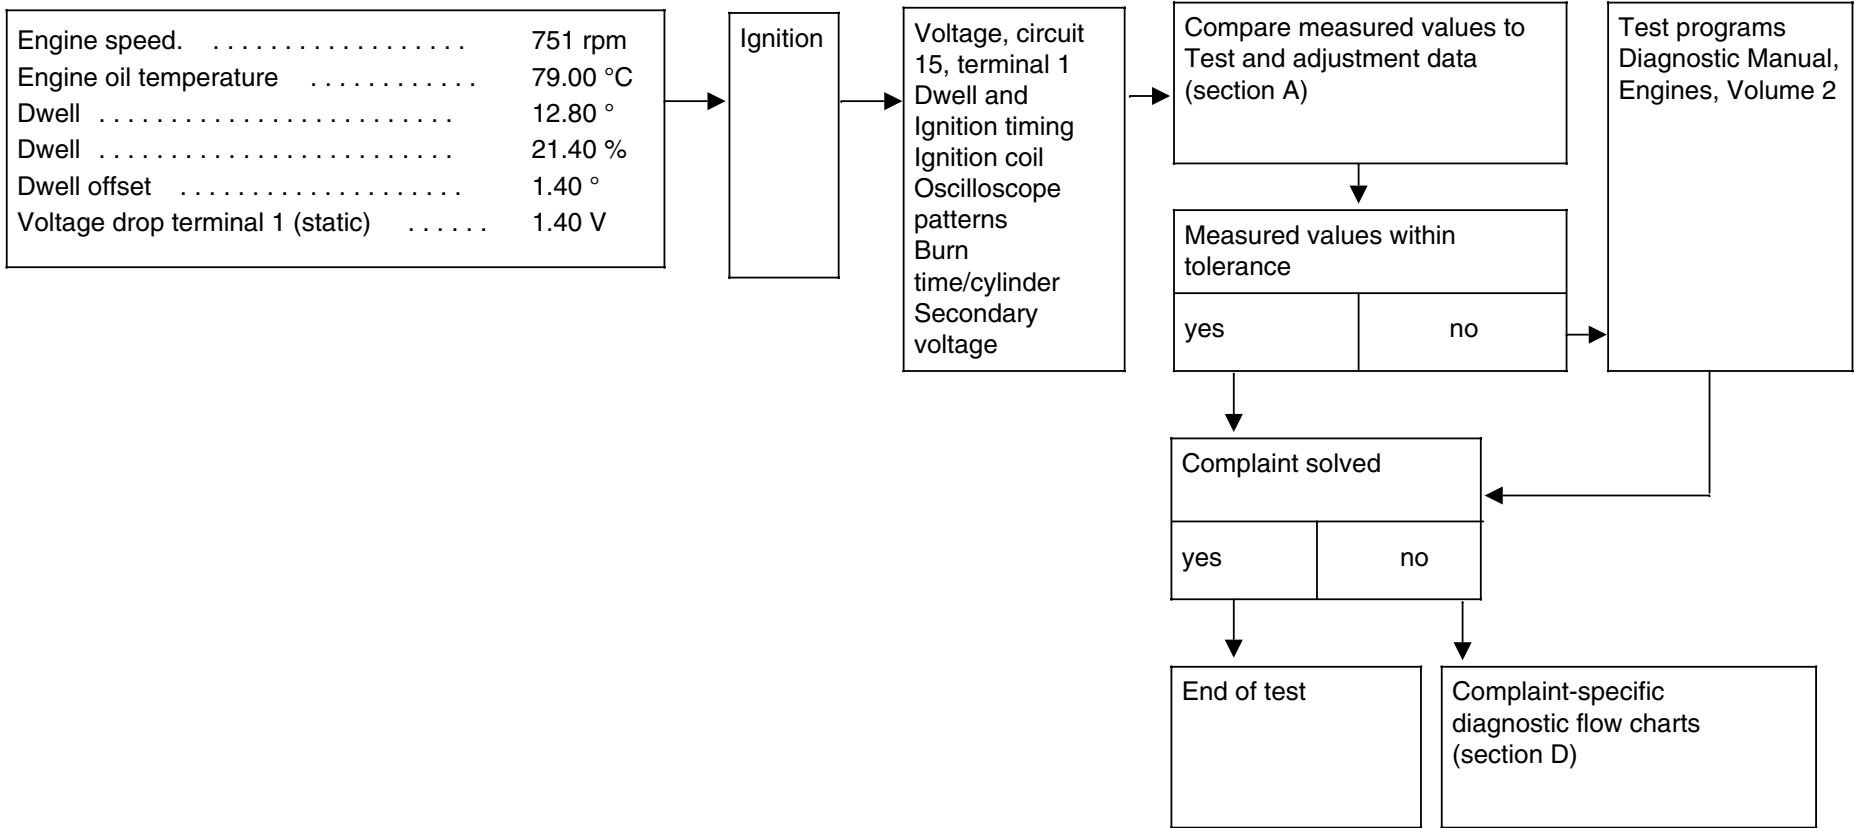 Engine speed. . . . . . . . . . . . . . . . . . . 751 rpm
Engine oil temperature . . . . . . . . . . . . 79.00 °C
Dwell . . . . . . . . . . . . . . . . . . . . . . . . . 12.80 °
Dwell . . . . . . . . . . . . . . . . . . . . . . . . . 21.40 %
Dwell offset . . . . . . . . . . . . . . . . . . . . 1.40 °
Voltage drop terminal 1 (static) . . . . . . 1.40 V
Ignition
Voltage, circuit
15, terminal 1
Dwell and
Ignition timing
Ignition coil
Oscilloscope
patterns
Burn
time/cylinder
Secondary
voltage
Compare measured values to
Test and adjustment data
(section A)
Measured values within
tolerance
yes
no
Test programs
Diagnostic Manual,
Engines, Volume 2
Complaint solved
yes
no
End of test
Complaint-specific
diagnostic flow charts
(section D)